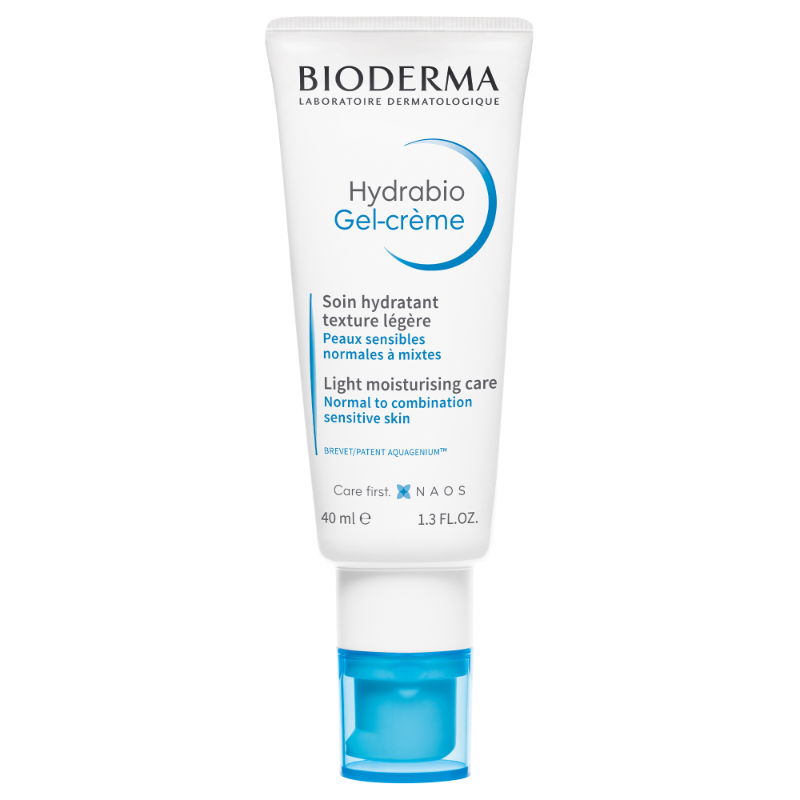 BIODERMA
LABORATOIRE DERMATOLOGIQUE
Hydrabio
Gel-crème
Soin hydratant
texture légère
Peaux sensibles
normales à mixtes
Light moisturising care
Normal to combination
sensitive skin
BREVET/PATENT AQUAGENIUM™
Care first. NAOS
40 ml ℮ 1.3 FL.OZ.